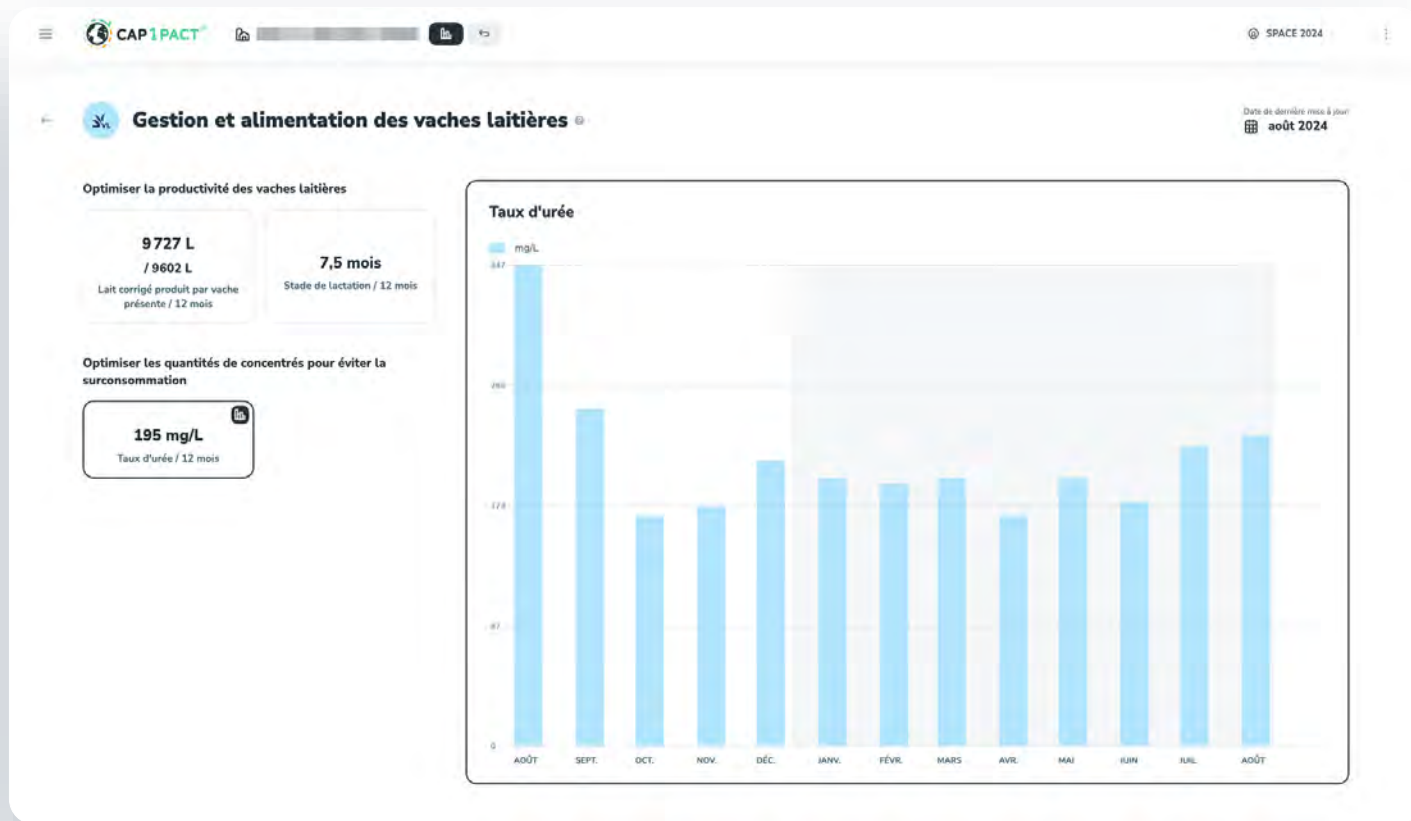 CAP1PACT
SPACE 2024
Gestion et alimentation des vaches laitières
Date de dernière mise à jour
août 2024
Optimiser la productivité des vaches laitières
9 727 L
/ 9602 L
Lait corrigé produit par vache
présente / 12 mois
7,5 mois
Stade de lactation / 12 mois
Optimiser les quantités de concentrés pour éviter la
surconsommation
195 mg/L
Taux d'urée / 12 mois
Taux d'urée
mg/L
347
260
173
87
0
AOÛT SEPT. OCT. NOV. DÉC. JANV. FÉVR. MARS AVR. MAI JUIN JUIL. AOÛT